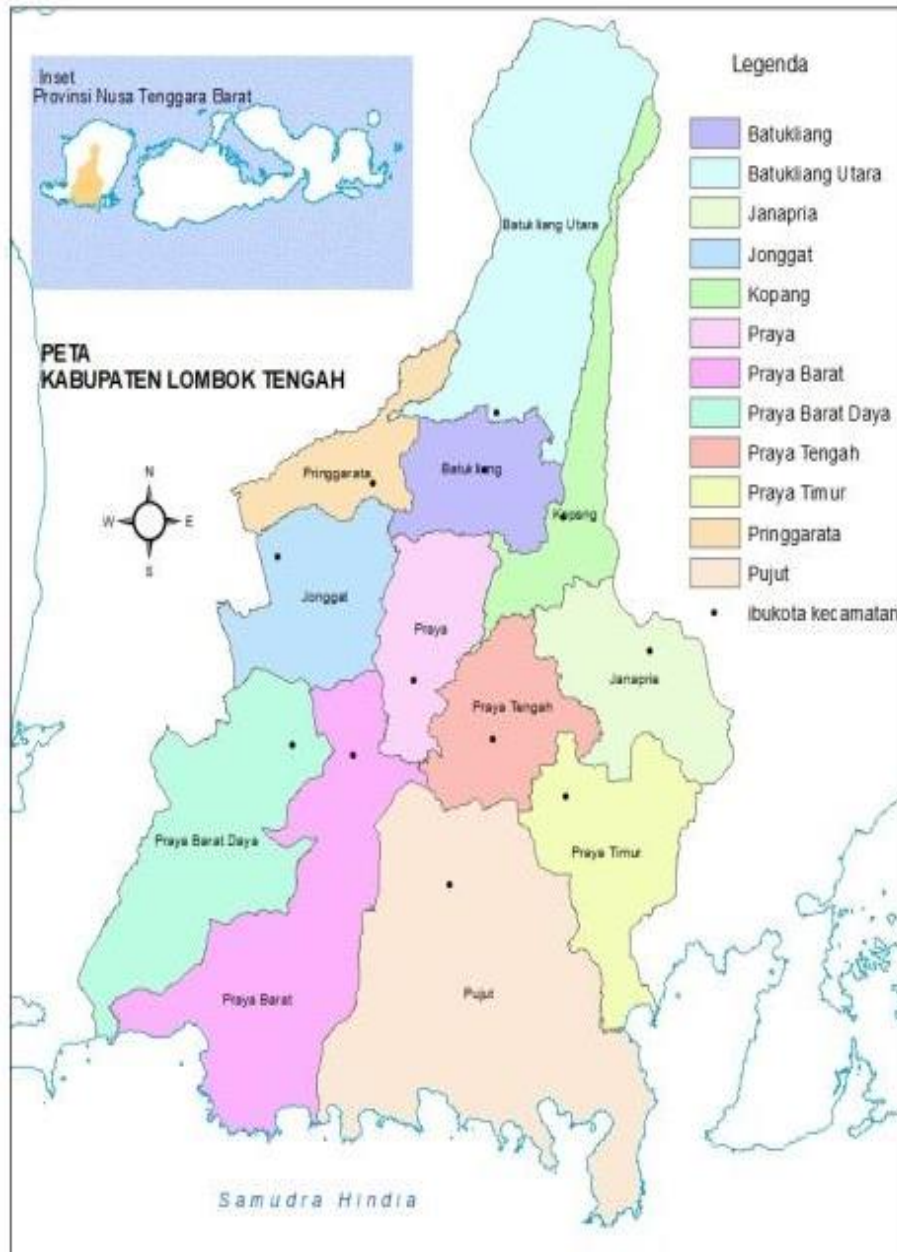 Inset
Provinsi Nusa Tenggara Barat
PETA
KABUPATEN LOMBOK TENGAH
N
W
E
S
Legenda
Batukliang
Batukliang Utara
Janapria
Jonggat
Kopang
Praya
Praya Barat
Praya Barat Daya
Praya Tengah
Praya Timur
Pringgarata
Pujut
ibukota kecamatan
Batukliang Utara
Pringgarata
Batukliang
Kopang
Jonggat
Praya
Janapria
Praya Tengah
Praya Barat Daya
Praya Timur
Praya Barat
Pujut
Samudra Hindia